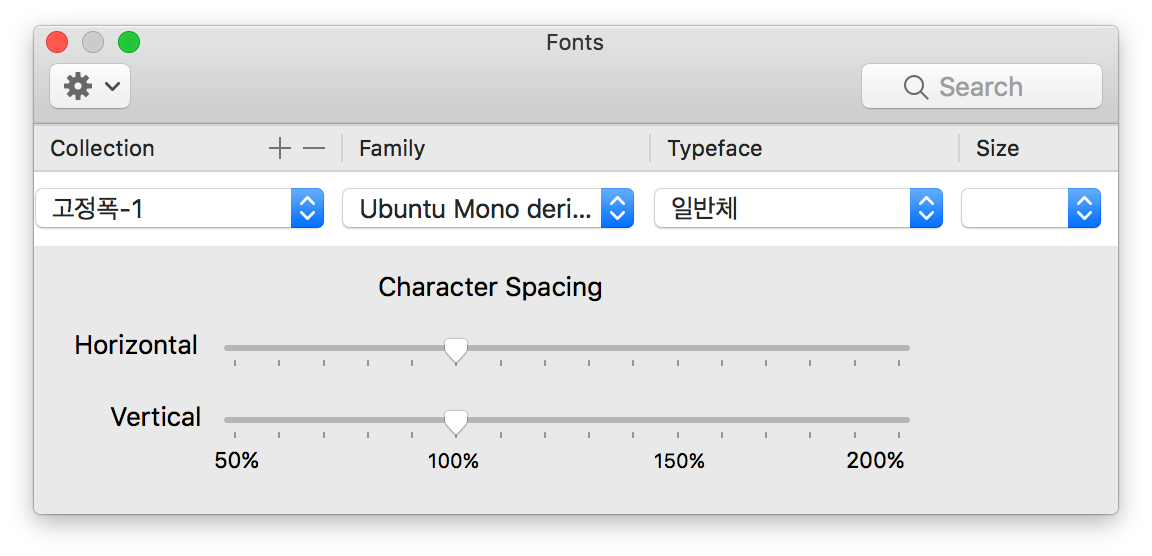 Fonts
Search
Collection Family Typeface Size
고정폭-1 Ubuntu Mono deri... 일반체
Character Spacing
Horizontal
Vertical
50% 100% 150% 200%